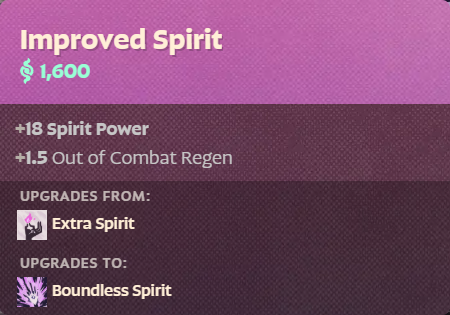 Improved Spirit
1,600
+18 Spirit Power
+1.5 Out of Combat Regen
UPGRADES FROM:
Extra Spirit
UPGRADES TO:
Boundless Spirit